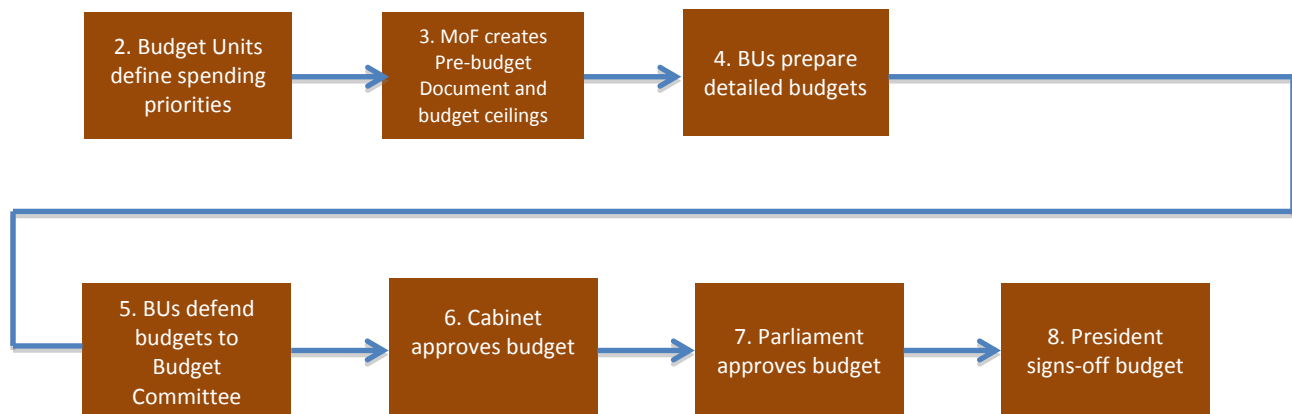 2. Budget Units
define spending
priorities
3. MoF creates
Pre-budget
Document and
budget ceilings
4. BUs prepare
detailed budgets
5. BUs defend
budgets to
Budget
Committee
6. Cabinet
approves budget
7. Parliament
approves budget
8. President
signs-off budget